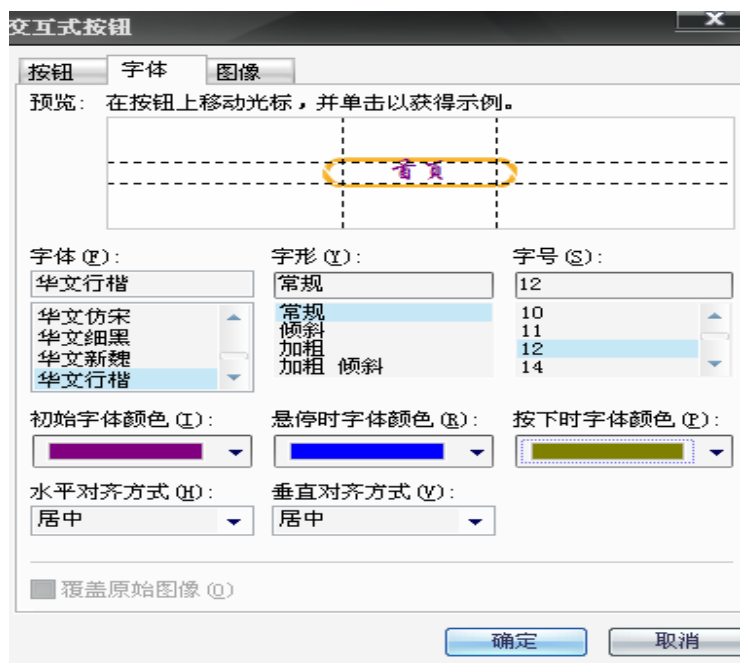 交互式按钮
按钮 字体 图像
预览: 在按钮上移动光标，并单击以获得示例。
首页
字体(F): 字形(Y): 字号(S):
华文行楷 常规 12
华文仿宋 常规 10
华文细黑 倾斜 11
华文新魏 加粗 12
华文行楷 加粗 倾斜 14
初始字体颜色(I): 悬停时字体颜色(R): 按下时字体颜色(P):
水平对齐方式(H): 垂直对齐方式(V):
居中 居中
覆盖原始图像(O)
确定 取消